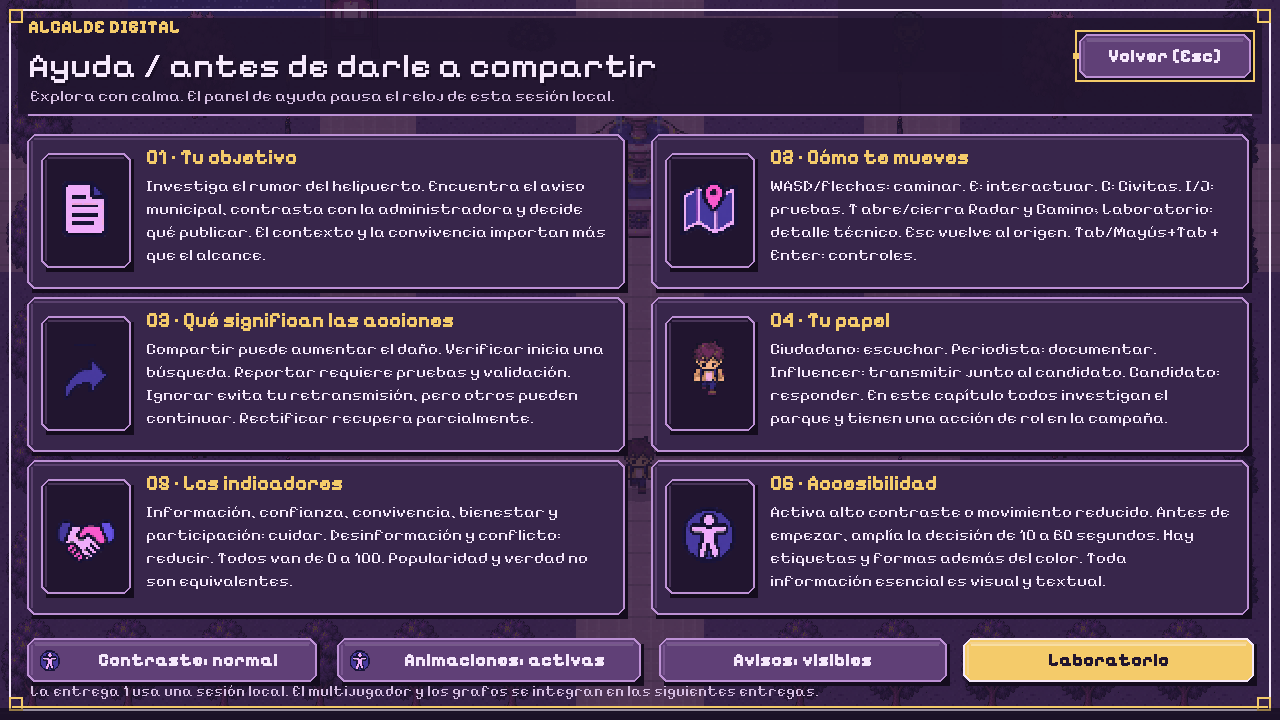 ALCALDE DIGITAL
Ayuda / antes de darle a compartir
Volver (Esc)
Explora con calma. El panel de ayuda pausa el reloj de esta sesión local.
01 · Tu objetivo
Investiga el rumor del helipuerto. Encuentra el aviso
municipal, contrasta con la administradora y decide
qué publicar. El contexto y la convivencia importan más
que el alcance.
02 · Cómo te mueves
WASD/flechas: caminar. E: interactuar. C: Civitas. I/J:
pruebas. T abre/cierra Radar y Camino; Laboratorio:
detalle técnico. Esc vuelve al origen. Tab/Mayús+Tab +
Enter: controles.
03 · Qué significan las acciones
Compartir puede aumentar el daño. Verificar inicia una
búsqueda. Reportar requiere pruebas y validación.
Ignorar evita tu retransmisión, pero otros pueden
continuar. Rectificar recupera parcialmente.
04 · Tu papel
Ciudadano: escuchar. Periodista: documentar.
Influencer: transmitir junto al candidato. Candidato:
responder. En este capítulo todos investigan el
parque y tienen una acción de rol en la campaña.
05 · Los indicadores
Información, confianza, convivencia, bienestar y
participación: cuidar. Desinformación y conflicto:
reducir. Todos van de 0 a 100. Popularidad y verdad no
son equivalentes.
06 · Accesibilidad
Activa alto contraste o movimiento reducido. Antes de
empezar, amplía la decisión de 10 a 60 segundos. Hay
etiquetas y formas además del color. Toda
información esencial es visual y textual.
Contraste: normal
Animaciones: activas
Avisos: visibles
Laboratorio
La entrega 1 usa una sesión local. El multijugador y los grafos se integran en las siguientes entregas.